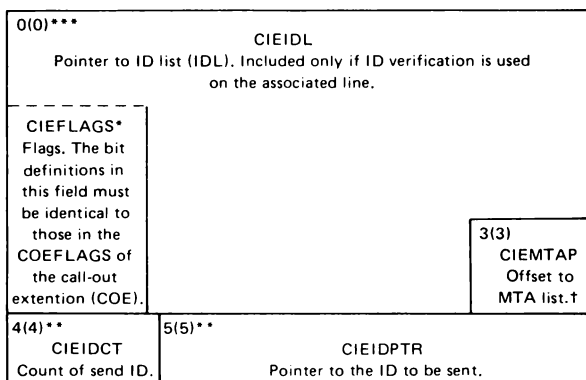 0(0)***
CIEIDL
Pointer to ID list (IDL). Included only if ID verification is used
on the associated line.
CIEFLAGS*
Flags. The bit
definitions in
this field must
be identical to
those in the
COEFLAGS of
the call-out
extention (COE).
3(3)
CIEMTAP
Offset to
MTA list.†
4(4)**
CIEIDCT
Count of send ID.
5(5)**
CIEIDPTR
Pointer to the ID to be sent.